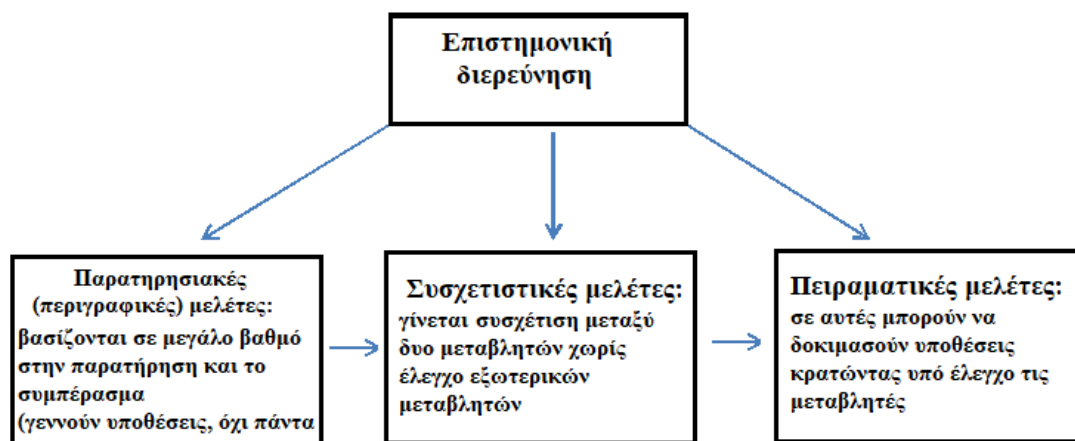 Επιστημονική
διερεύνηση
Παρατηρησιακές
(περιγραφικές) μελέτες:
βασίζονται σε μεγάλο βαθμό
στην παρατήρηση και το
συμπέρασμα
(γεννούν υποθέσεις, όχι πάντα
Συσχετιστικές μελέτες:
γίνεται συσχέτιση μεταξύ
δυο μεταβλητών χωρίς
έλεγχο εξωτερικών
μεταβλητών
Πειραματικές μελέτες:
σε αυτές μπορούν να
δοκιμασούν υποθέσεις
κρατώντας υπό έλεγχο τις
μεταβλητές